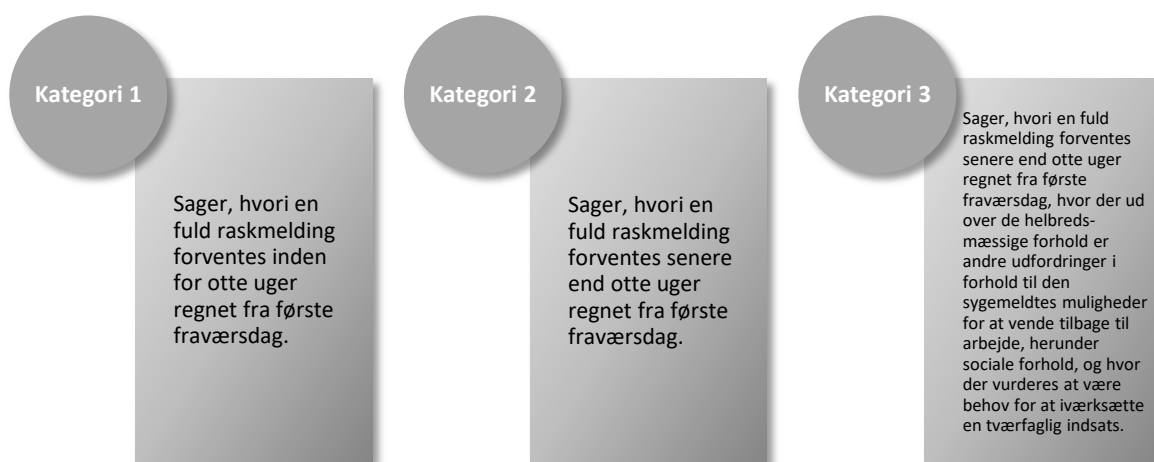 Kategori 1
Sager, hvori en
fuld raskmelding
forventes inden
for otte uger
regnet fra første
fraværsdag.
Kategori 2
Sager, hvori en
fuld raskmelding
forventes senere
end otte uger
regnet fra første
fraværsdag.
Kategori 3
Sager, hvori en fuld
raskmelding forventes
senere end otte uger
regnet fra første
fraværsdag, hvor der ud
over de helbreds-
mæssige forhold er
andre udfordringer i
forhold til den
sygemeldtes muligheder
for at vende tilbage til
arbejde, herunder
sociale forhold, og hvor
der vurderes at være
behov for at iværksætte
en tværfaglig indsats.